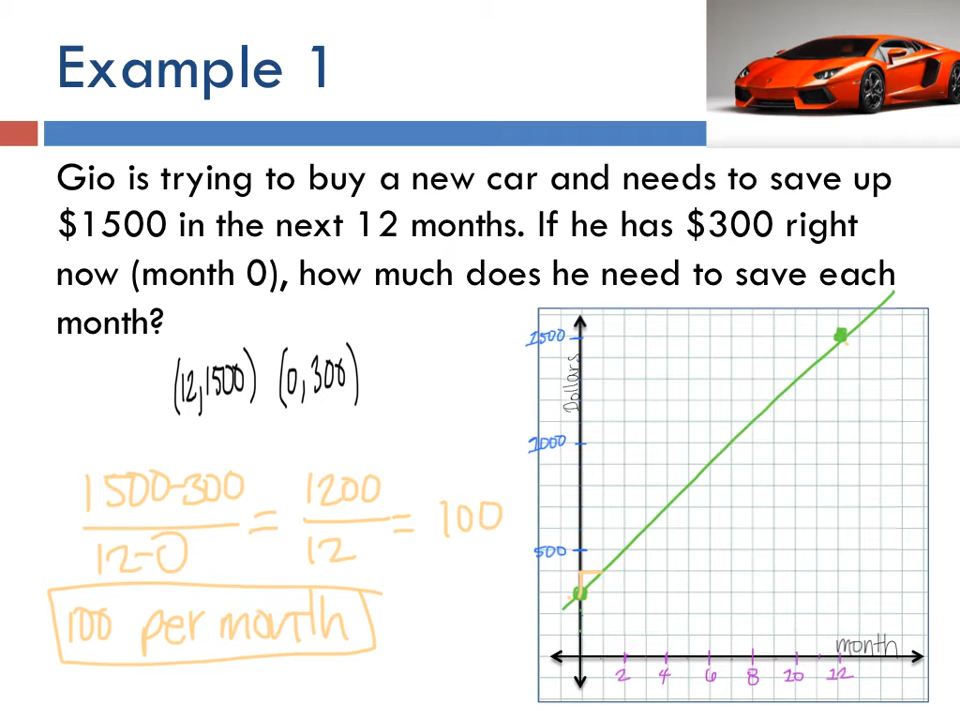 Example 1
Gio is trying to buy a new car and needs to save up
$1500 in the next 12 months. If he has $300 right
now (month 0), how much does he need to save each
month?
(12,1500) (0,300)
1500-300 / 12-0 = 1200 / 12 = 100
100 per month
1500
Dollars
1000
500
month
2 4 6 8 10 12